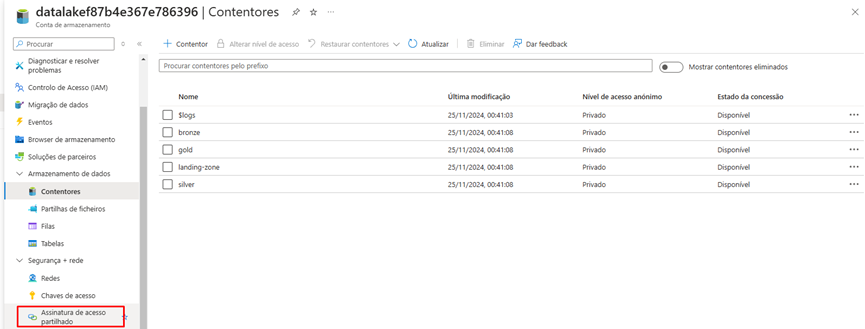 datalakef87b4e367e786396 | Contentores
Conta de armazenamento
Procurar
Contentor
Alterar nível de acesso
Restaurar contentores
Atualizar
Eliminar
Dar feedback
Diagnosticar e resolver
problemas
Controlo de Acesso (IAM)
Migração de dados
Eventos
Browser de armazenamento
Soluções de parceiros
Armazenamento de dados
Contentores
Partilhas de ficheiros
Filas
Tabelas
Segurança + rede
Redes
Chaves de acesso
Assinatura de acesso
partilhado
Procurar contentores pelo prefixo
Mostrar contentores eliminados
Nome Última modificação Nível de acesso anónimo Estado da concessão
$logs 25/11/2024, 00:41:03 Privado Disponível
bronze 25/11/2024, 00:41:08 Privado Disponível
gold 25/11/2024, 00:41:08 Privado Disponível
landing-zone 25/11/2024, 00:41:08 Privado Disponível
silver 25/11/2024, 00:41:08 Privado Disponível